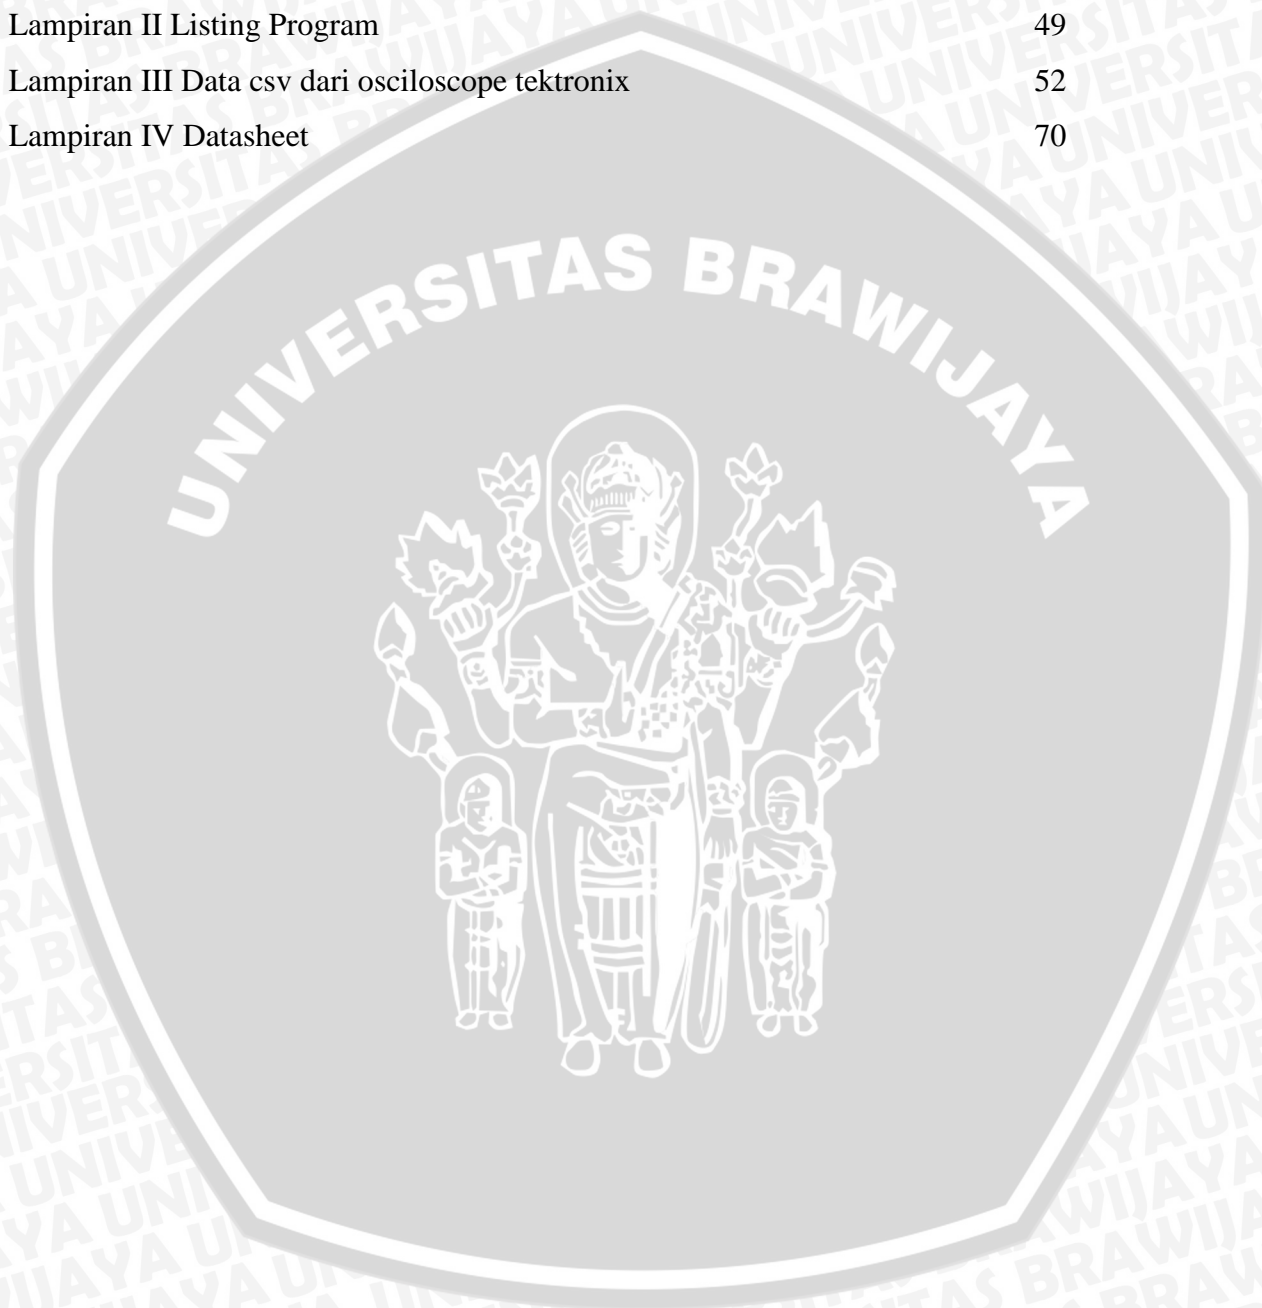 Lampiran II Listing Program 49
Lampiran III Data csv dari osciloscope tektronix 52
Lampiran IV Datasheet 70
UNIVERSITAS BRAWIJAYA